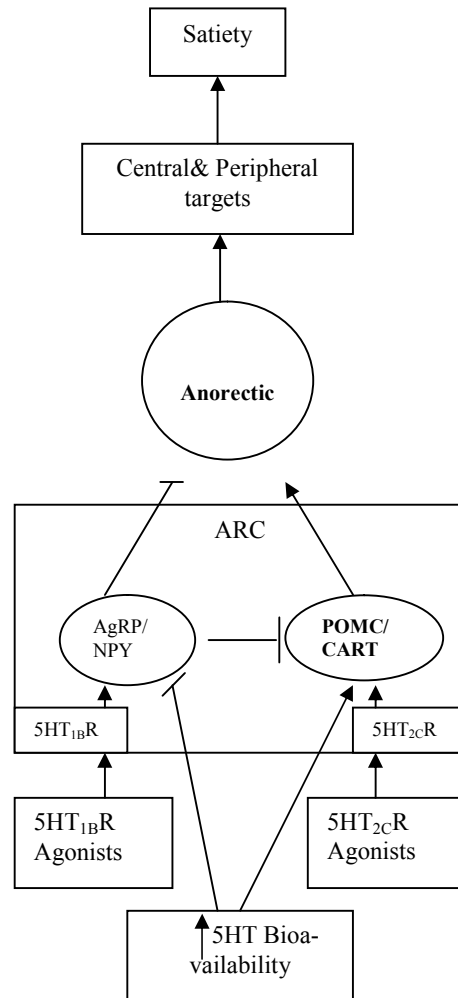 Satiety
Central& Peripheral
targets
Anorectic
ARC
AgRP/
NPY
POMC/
CART
5HT1BR
5HT2CR
5HT1BR
Agonists
5HT2CR
Agonists
5HT Bioa-
vailability